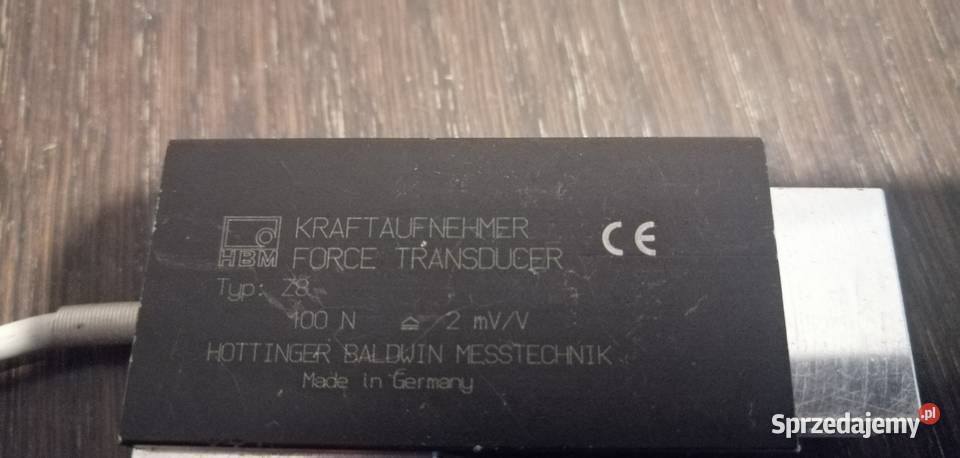 HBM
KRAFTAUFNEHMER
FORCE TRANSDUCER
CE
Typ: Z8
100 N ≙ 2 mV/V
HOTTINGER BALDWIN MESSTECHNIK
Made in Germany
Sprzedajemy.pl